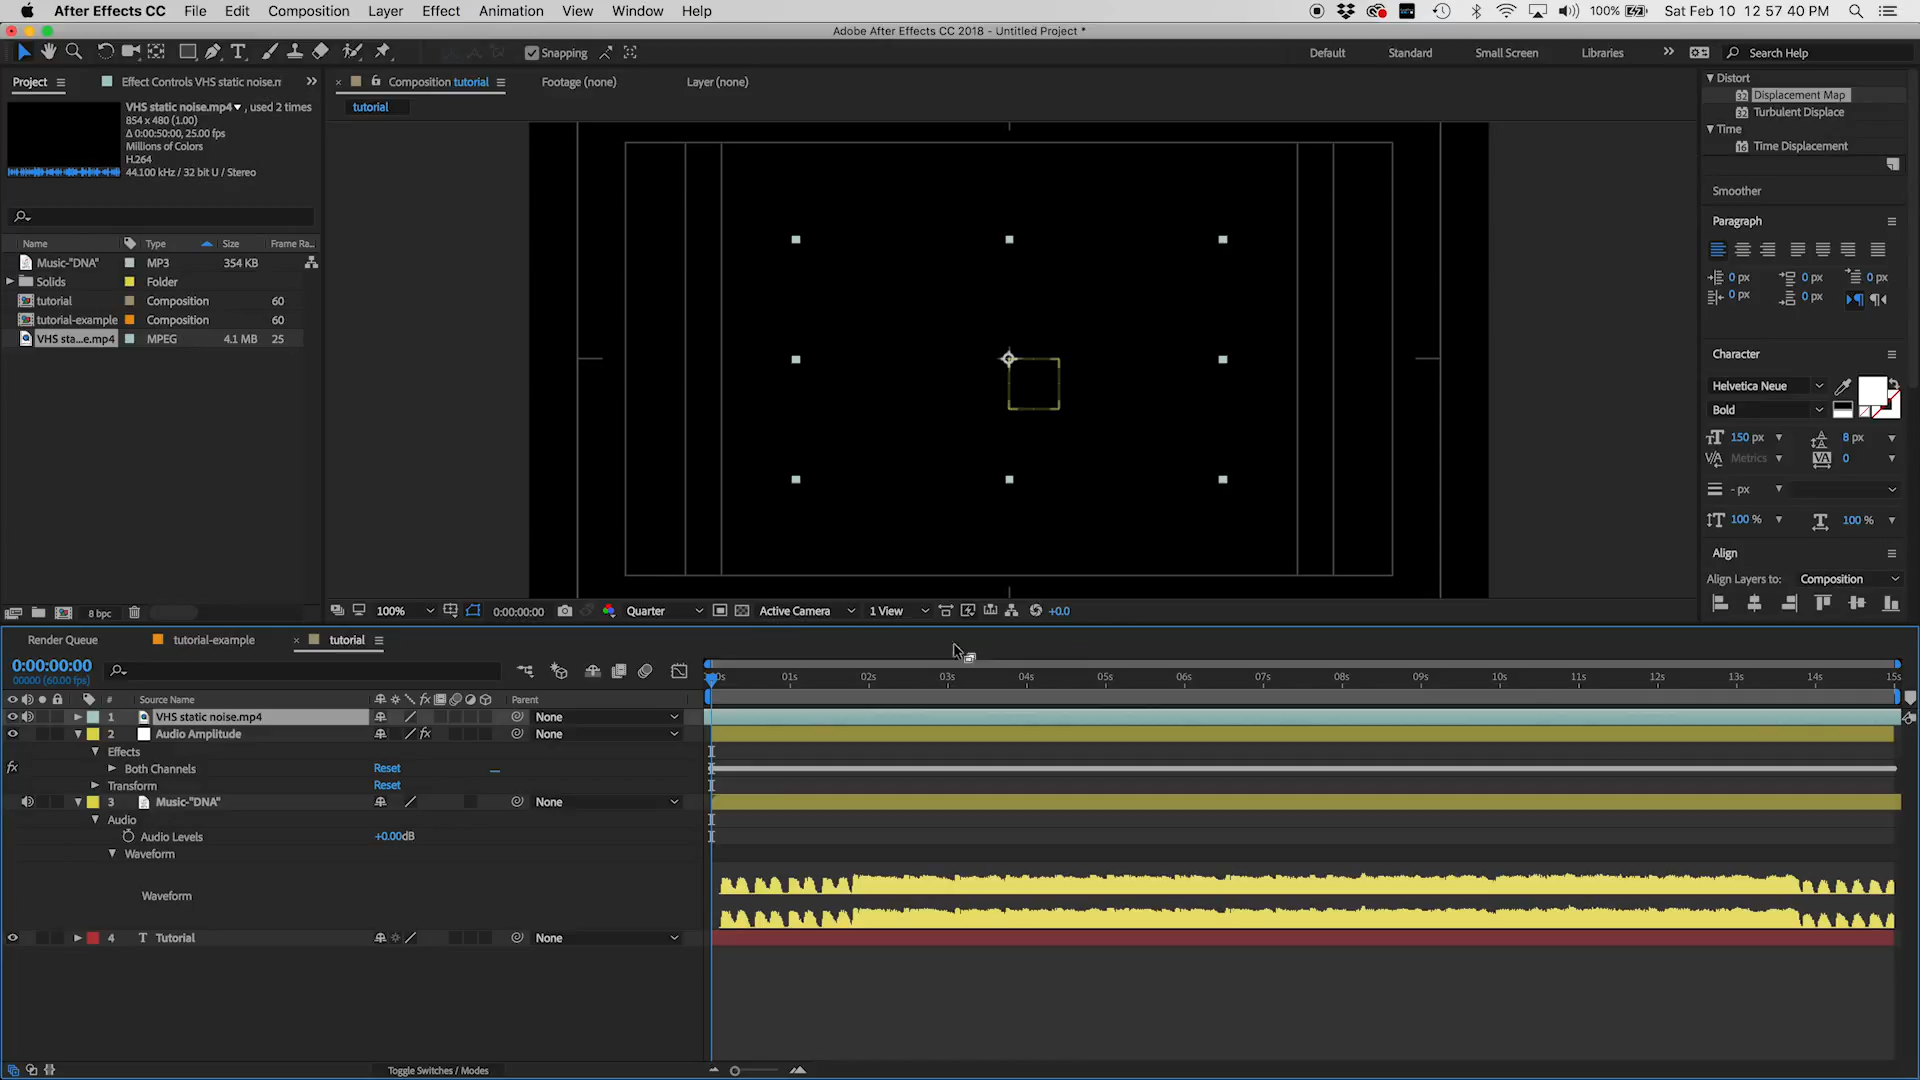 After Effects CC File Edit Composition Layer Effect Animation View Window Help 100% Sat Feb 10 12:57:40 PM
Adobe After Effects CC 2018 - Untitled Project *
Snapping Default Standard Small Screen Libraries Search Help
Project Effect Controls VHS static noise.m Composition tutorial Footage (none) Layer (none)
tutorial
VHS static noise.mp4 , used 2 times
854 x 480 (1.00)
Δ 0:00:50:00, 25.00 fps
Millions of Colors
H.264
44.100 kHz / 32 bit U / Stereo
Name Type Size Frame Ra...
Music-"DNA" MP3 354 KB
Solids Folder
tutorial Composition 60
tutorial-example Composition 60
VHS sta...e.mp4 MPEG 4.1 MB 25
8 bpc
100% 0:00:00:00 Quarter Active Camera 1 View +0.0
Distort
32 Displacement Map
32 Turbulent Displace
Time
16 Time Displacement
Smoother
Paragraph
0 px 0 px 0 px
0 px 0 px
Character
Helvetica Neue
Bold
150 px 8 px
Metrics 0
- px
100 % 100 %
Align
Align Layers to: Composition
Render Queue tutorial-example tutorial
0:00:00:00
00000 (60.00 fps)
01s 02s 03s 04s 05s 06s 07s 08s 09s 10s 11s 12s 13s 14s 15s
# Source Name Parent
1 VHS static noise.mp4 None
2 Audio Amplitude None
Effects
fx Both Channels Reset
Transform Reset
3 Music-"DNA" None
Audio
Audio Levels +0.00dB
Waveform
Waveform
4 T Tutorial None
Toggle Switches / Modes